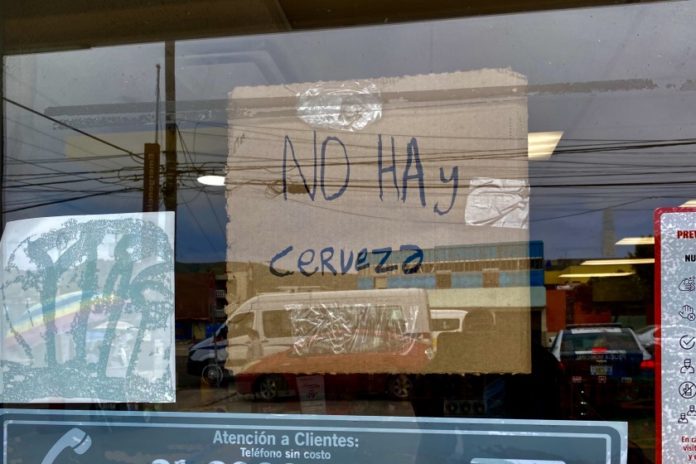 NO HAy
cerveza
Atención a Clientes:
Teléfono sin costo